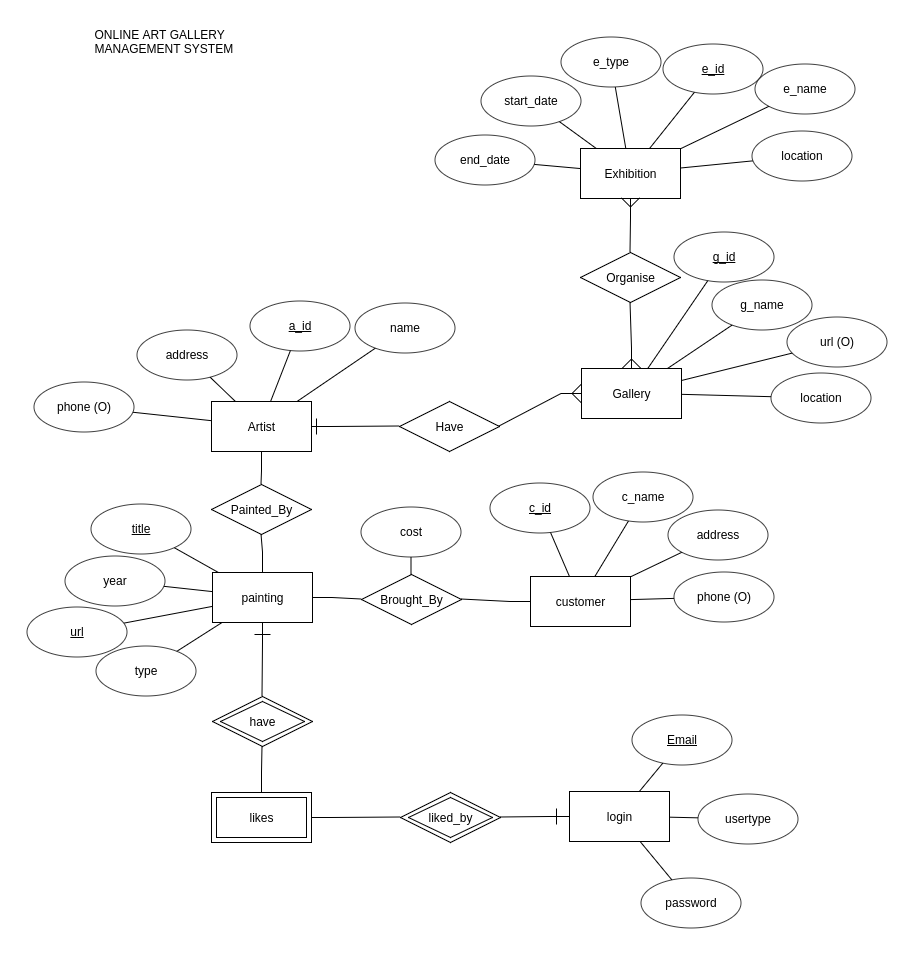 ONLINE ART GALLERY
MANAGEMENT SYSTEM
e_type
e_id
e_name
start_date
end_date
location
Exhibition
Organise
g_id
g_name
url (O)
location
Gallery
a_id
name
address
phone (O)
Artist
Have
Painted_By
title
year
url
type
painting
cost
Brought_By
c_id
c_name
address
phone (O)
customer
have
likes
liked_by
Email
login
usertype
password